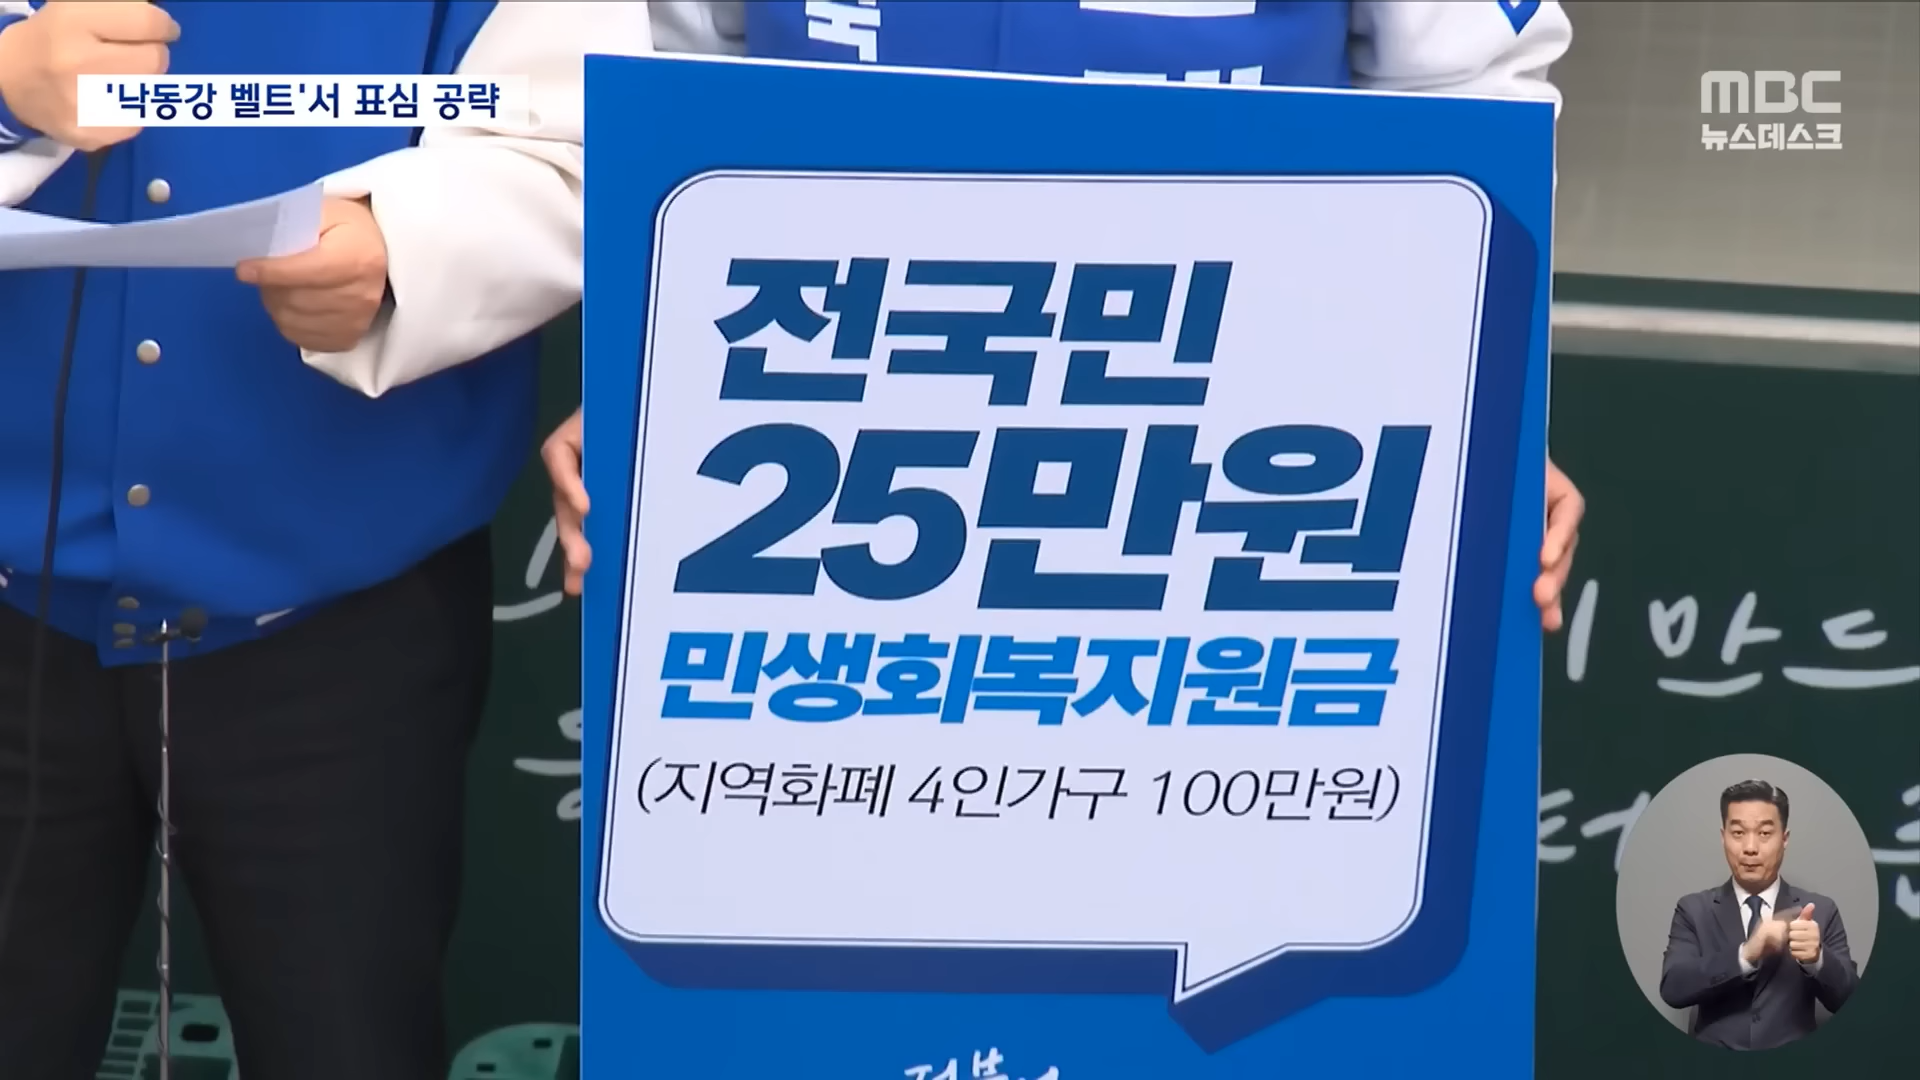 '낙동강 벨트'서 표심 공략
MBC
뉴스데스크
전국민
25만원
민생회복지원금
(지역화폐 4인가구 100만원)
만드